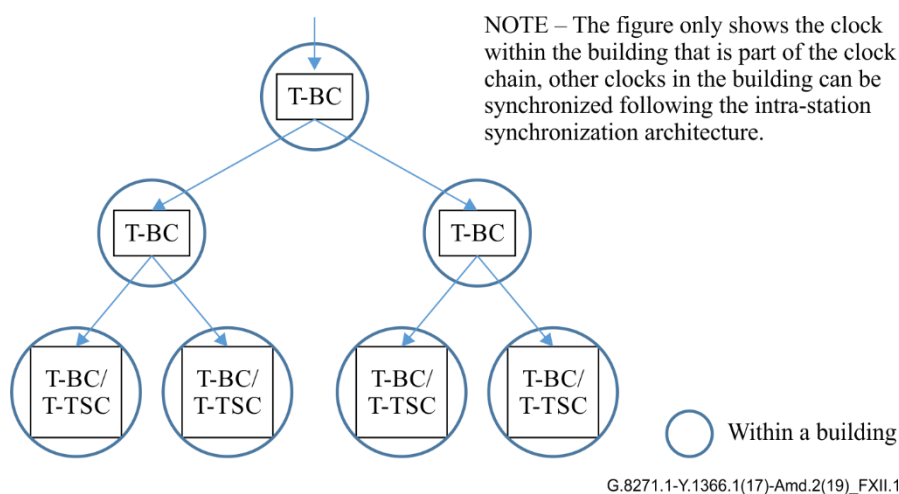 NOTE – The figure only shows the clock
within the building that is part of the clock
chain, other clocks in the building can be
synchronized following the intra-station
synchronization architecture.
T-BC
T-BC
T-BC
T-BC/
T-TSC
T-BC/
T-TSC
T-BC/
T-TSC
T-BC/
T-TSC
Within a building
G.8271.1-Y.1366.1(17)-Amd.2(19)_FXII.1